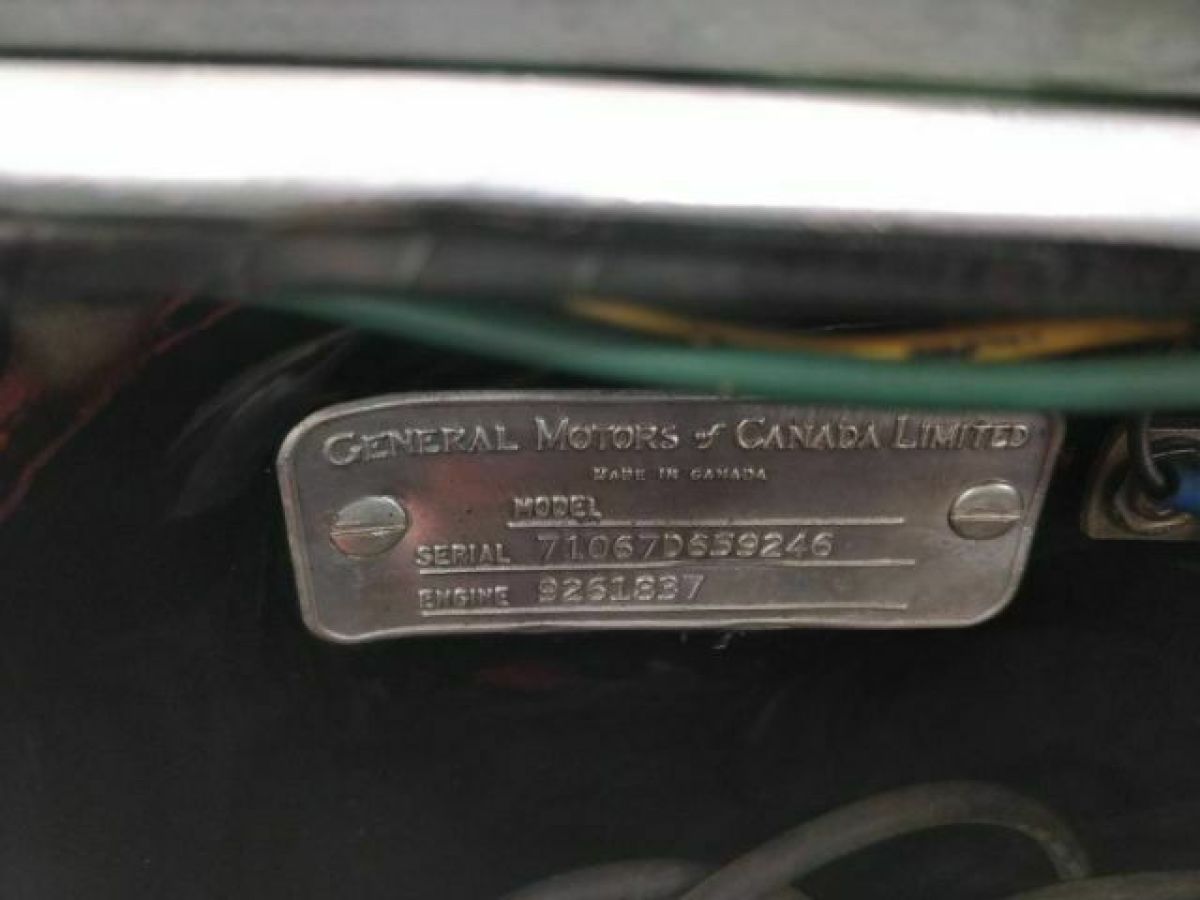 GENERAL MOTORS of CANADA LIMITED
MADE IN CANADA
MODEL
SERIAL 71067D659246
ENGINE 9261837